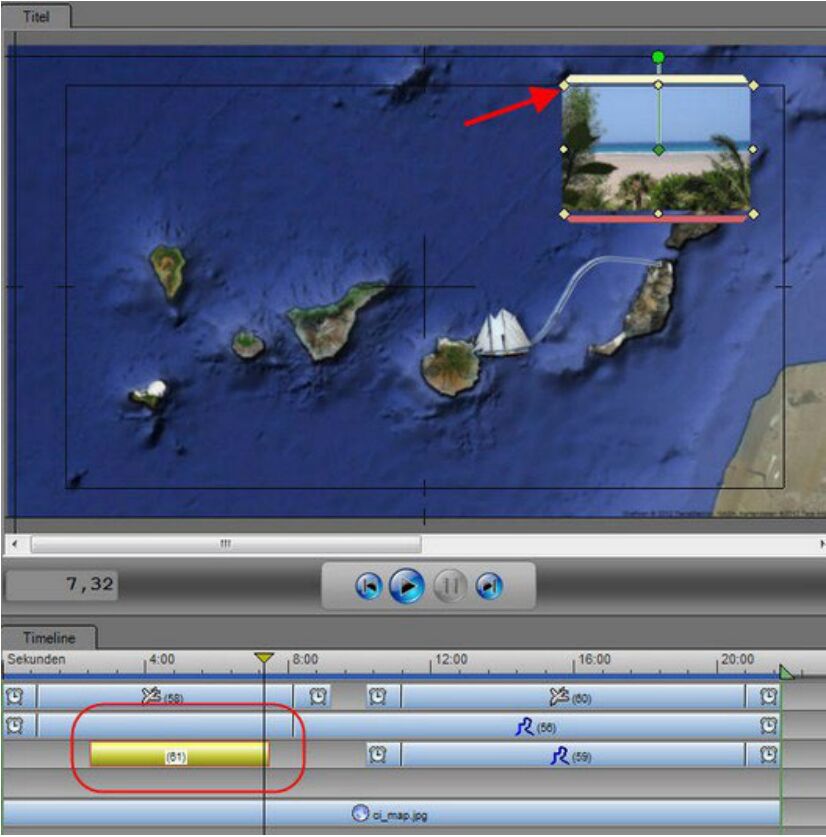 Titel
7,32
Timeline
Sekunden 4:00 8:00 12:00 16:00 20:00
(58) (60)
(56)
(61) (59)
ci_map.jpg